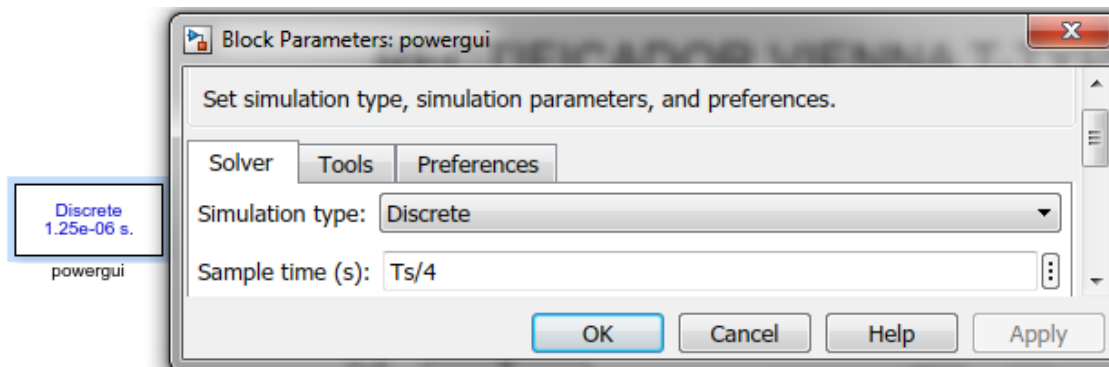 Block Parameters: powergui
Set simulation type, simulation parameters, and preferences.
Solver Tools Preferences
Simulation type: Discrete
Sample time (s): Ts/4
OK Cancel Help Apply
Discrete
1.25e-06 s.
powergui